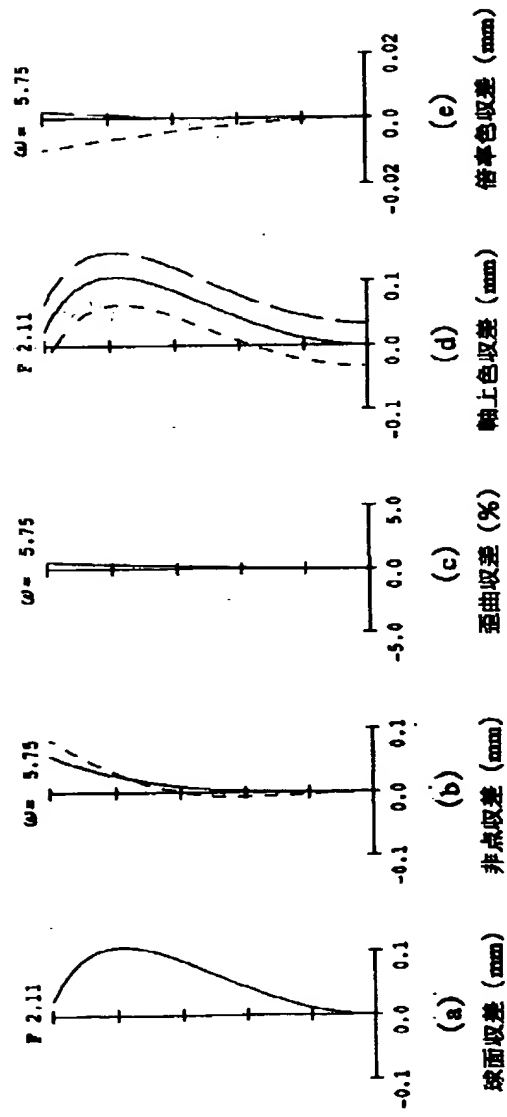 F 2.11
-0.1 0.0 0.1
(a)
球面収差 (mm)
ω= 5.75
-0.1 0.0 0.1
(b)
非点収差 (mm)
ω= 5.75
-5.0 0.0 5.0
(c)
歪曲収差 (%)
F 2.11
-0.1 0.0 0.1
(d)
軸上色収差 (mm)
ω= 5.75
-0.02 0.0 0.02
(e)
倍率色収差 (mm)